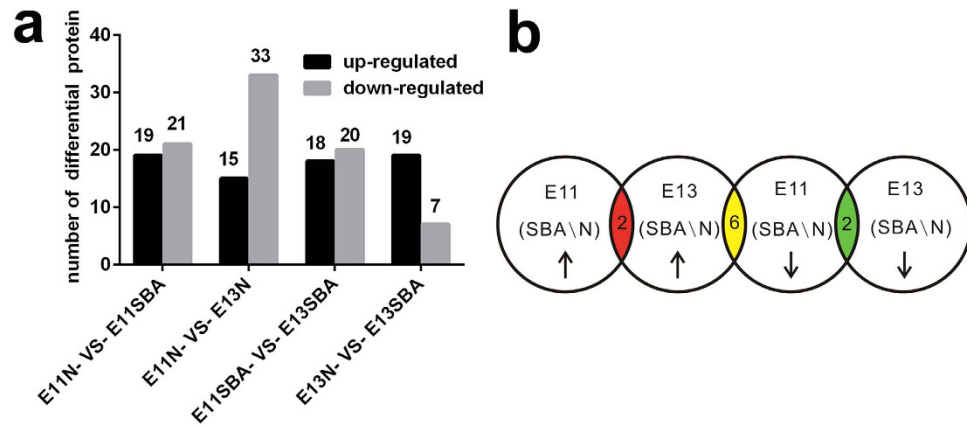 a
number of differential protein
40
30
20
10
0
up-regulated
down-regulated
19
21
15
33
18
20
19
7
E11N- VS- E11SBA
E11N- VS- E13N
E11SBA- VS- E13SBA
E13N- VS- E13SBA
b
E11
(SBA\N)
↑
2
E13
(SBA\N)
↑
6
E11
(SBA\N)
↓
2
E13
(SBA\N)
↓